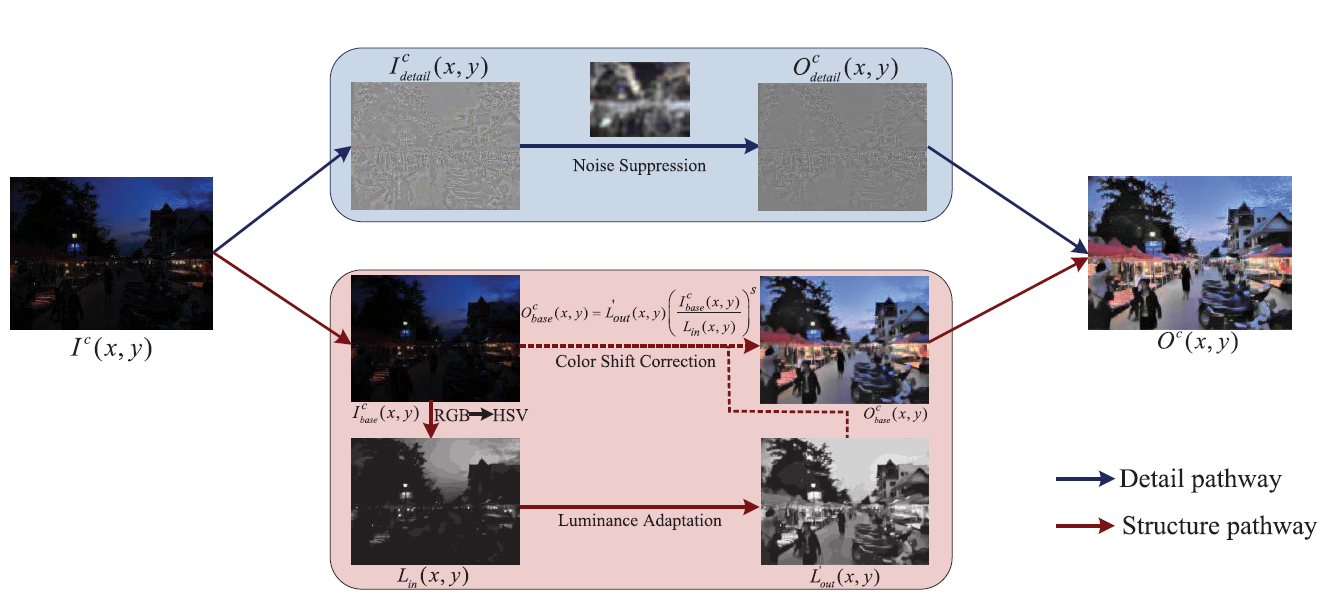 I^c(x, y)
I^c_detail(x, y)
O^c_detail(x, y)
Noise Suppression
O^c_base(x, y) = L'_out(x, y)(I^c_base(x, y) / L_in(x, y))^s
Color Shift Correction
I^c_base(x, y)
RGB→HSV
O^c_base(x, y)
Luminance Adaptation
L_in(x, y)
L'_out(x, y)
O^c(x, y)
Detail pathway
Structure pathway